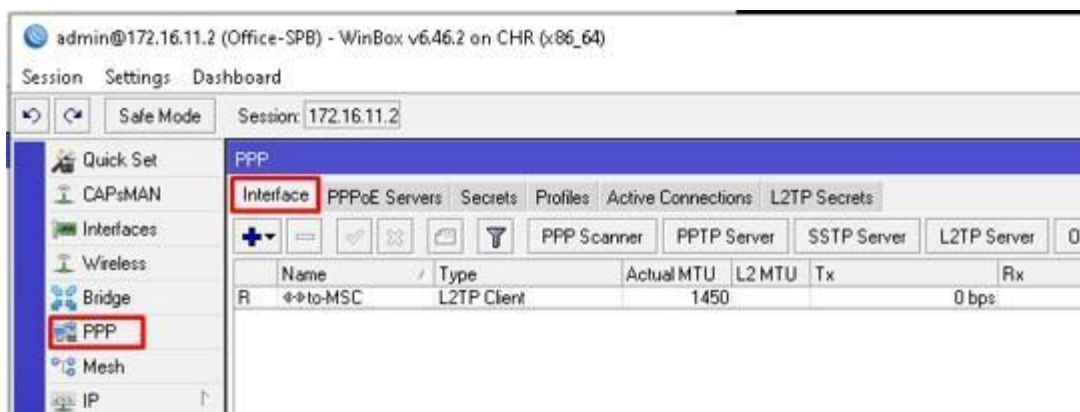 admin@172.16.11.2 (Office-SPB) - WinBox v6.46.2 on CHR (x86_64)
Session Settings Dashboard
Safe Mode Session: 172.16.11.2
Quick Set
CAPsMAN
Interfaces
Wireless
Bridge
PPP
Mesh
IP
PPP
Interface PPPoE Servers Secrets Profiles Active Connections L2TP Secrets
PPP Scanner PPTP Server SSTP Server L2TP Server
Name / Type Actual MTU L2 MTU Tx Rx
R to-MSC L2TP Client 1450 0 bps